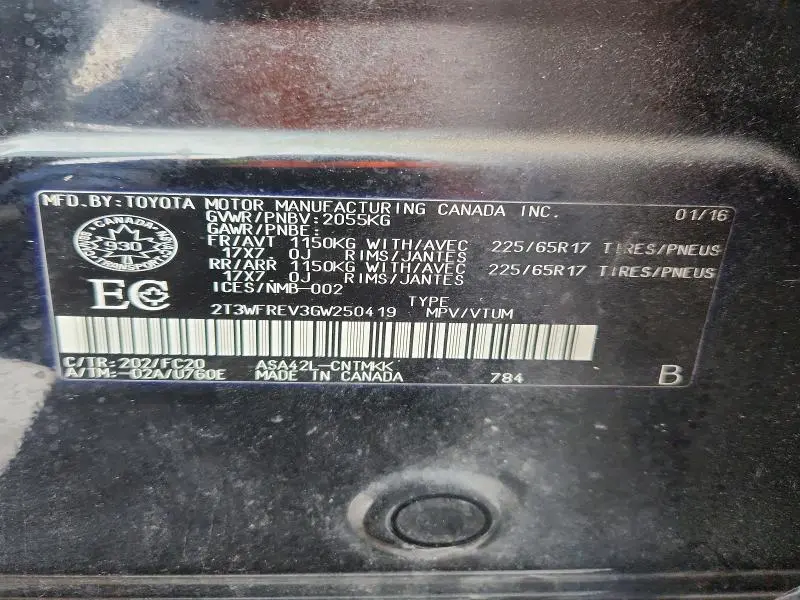 MFD.BY:TOYOTA MOTOR MANUFACTURING CANADA INC. 01/16
GVWR/PNBV:2055KG
GAWR/PNBE:
FR/AVT 1150KG WITH/AVEC 225/65R17 TIRES/PNEUS
17X7.0J RIMS/JANTES
RR/ARR 1150KG WITH/AVEC 225/65R17 TIRES/PNEUS
17X7.0J RIMS/JANTES
ICES/NMB-002
CANADA
930
TRANSPORT
EC
TYPE
2T3WFREV3GW250419 MPV/VTUM
C/TR:202/FC20 ASA42L-CNTMKK
A/TM:-02A/U760E MADE IN CANADA 784 B